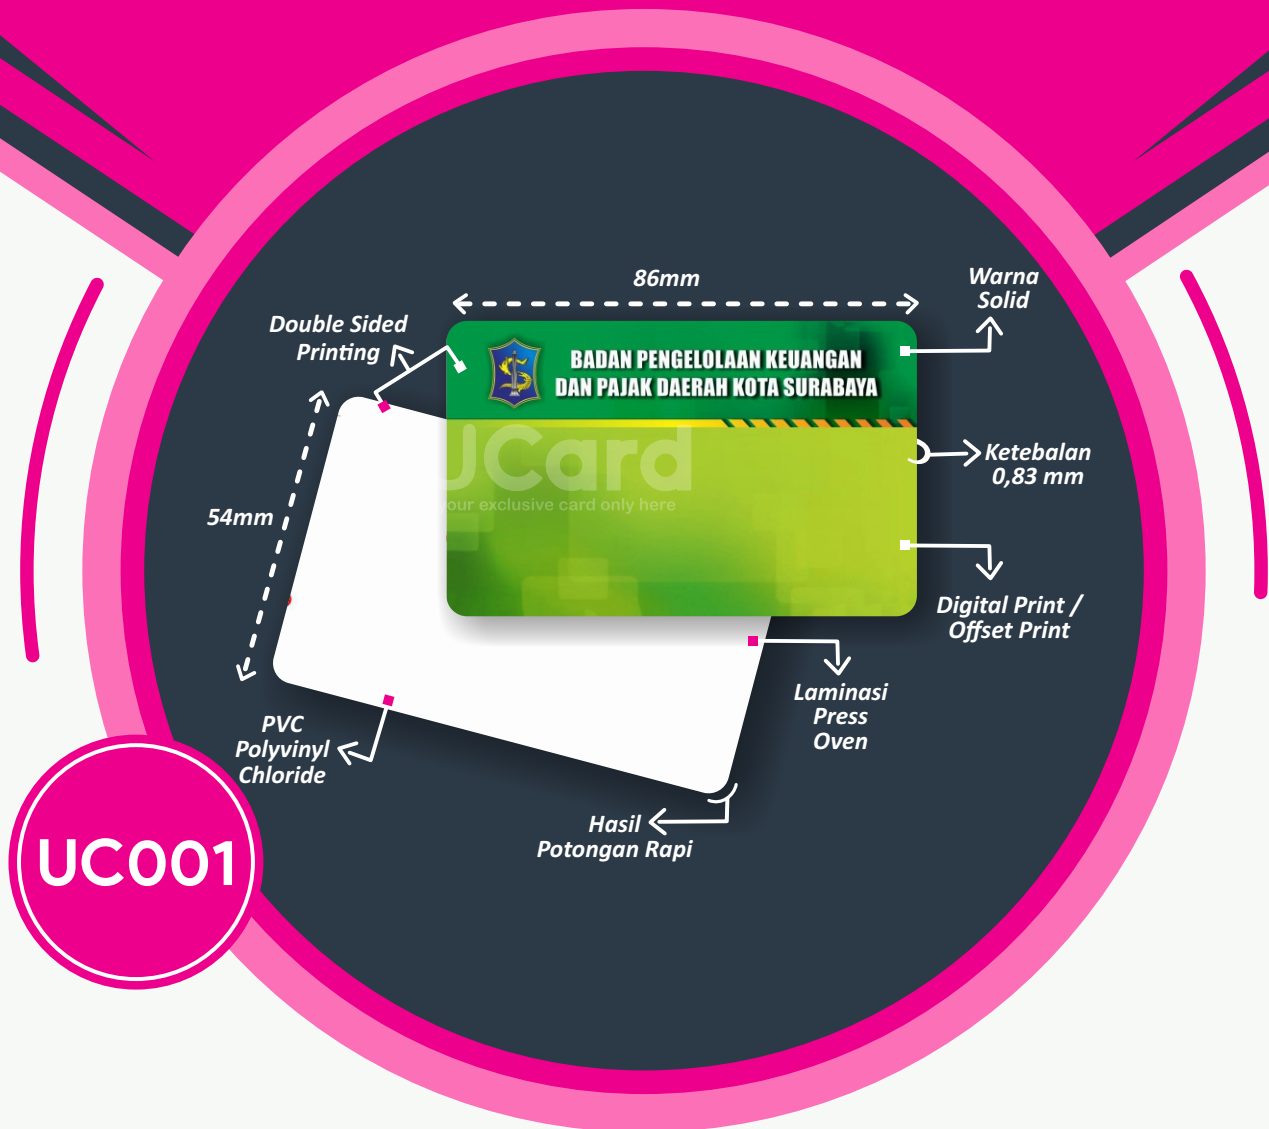 86mm
Warna
Solid
Double Sided
Printing
BADAN PENGELOLAAN KEUANGAN
DAN PAJAK DAERAH KOTA SURABAYA
UCard
our exclusive card only here
Ketebalan
0,83 mm
54mm
Digital Print /
Offset Print
Laminasi
Press
Oven
PVC
Polyvinyl
Chloride
Hasil
Potongan Rapi
UC001